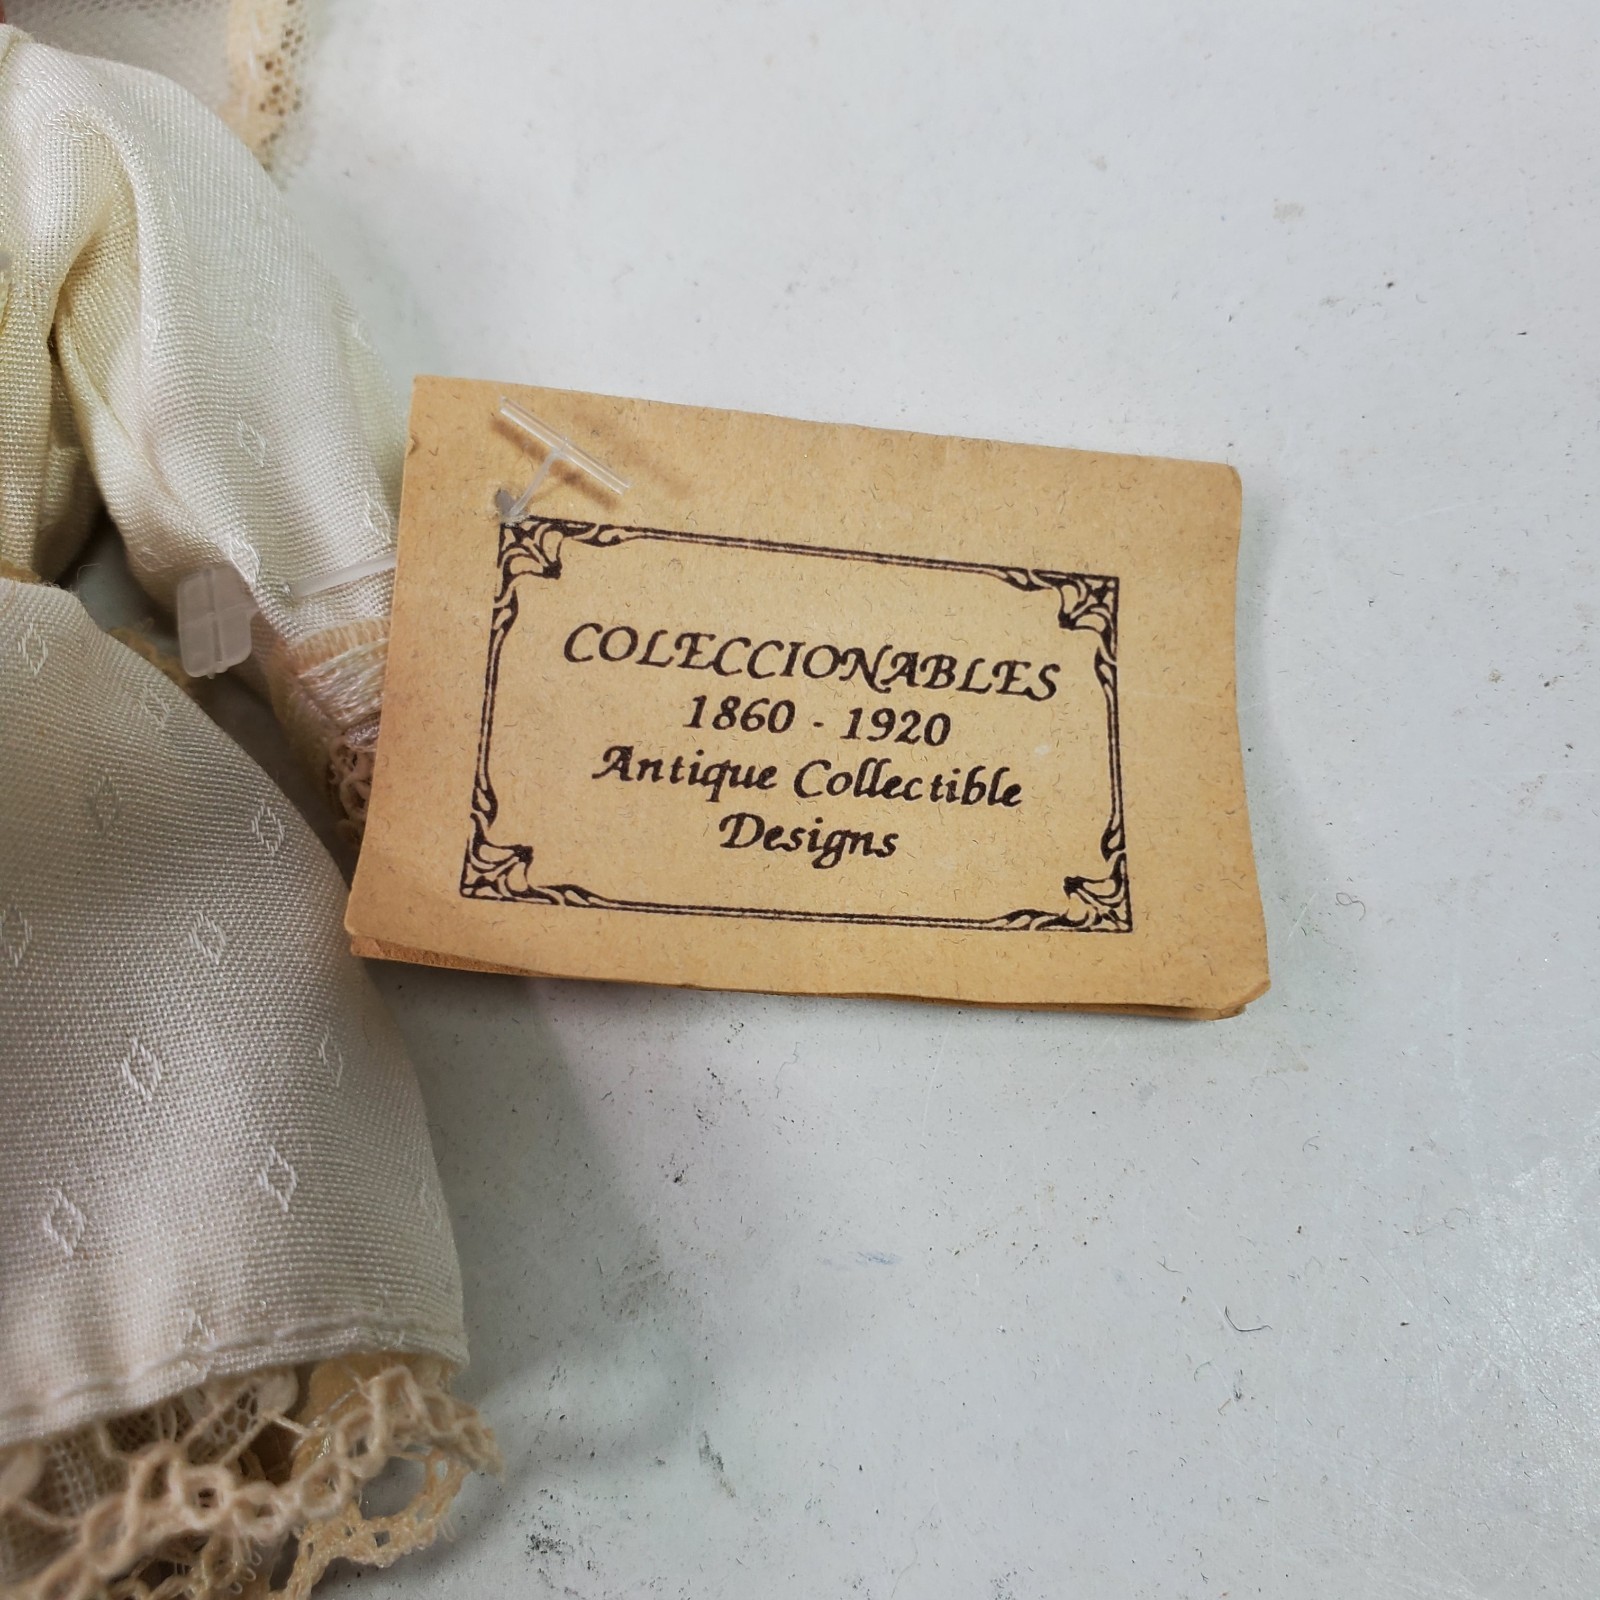 COLECCIONABLES
1860 - 1920
Antique Collectible
Designs